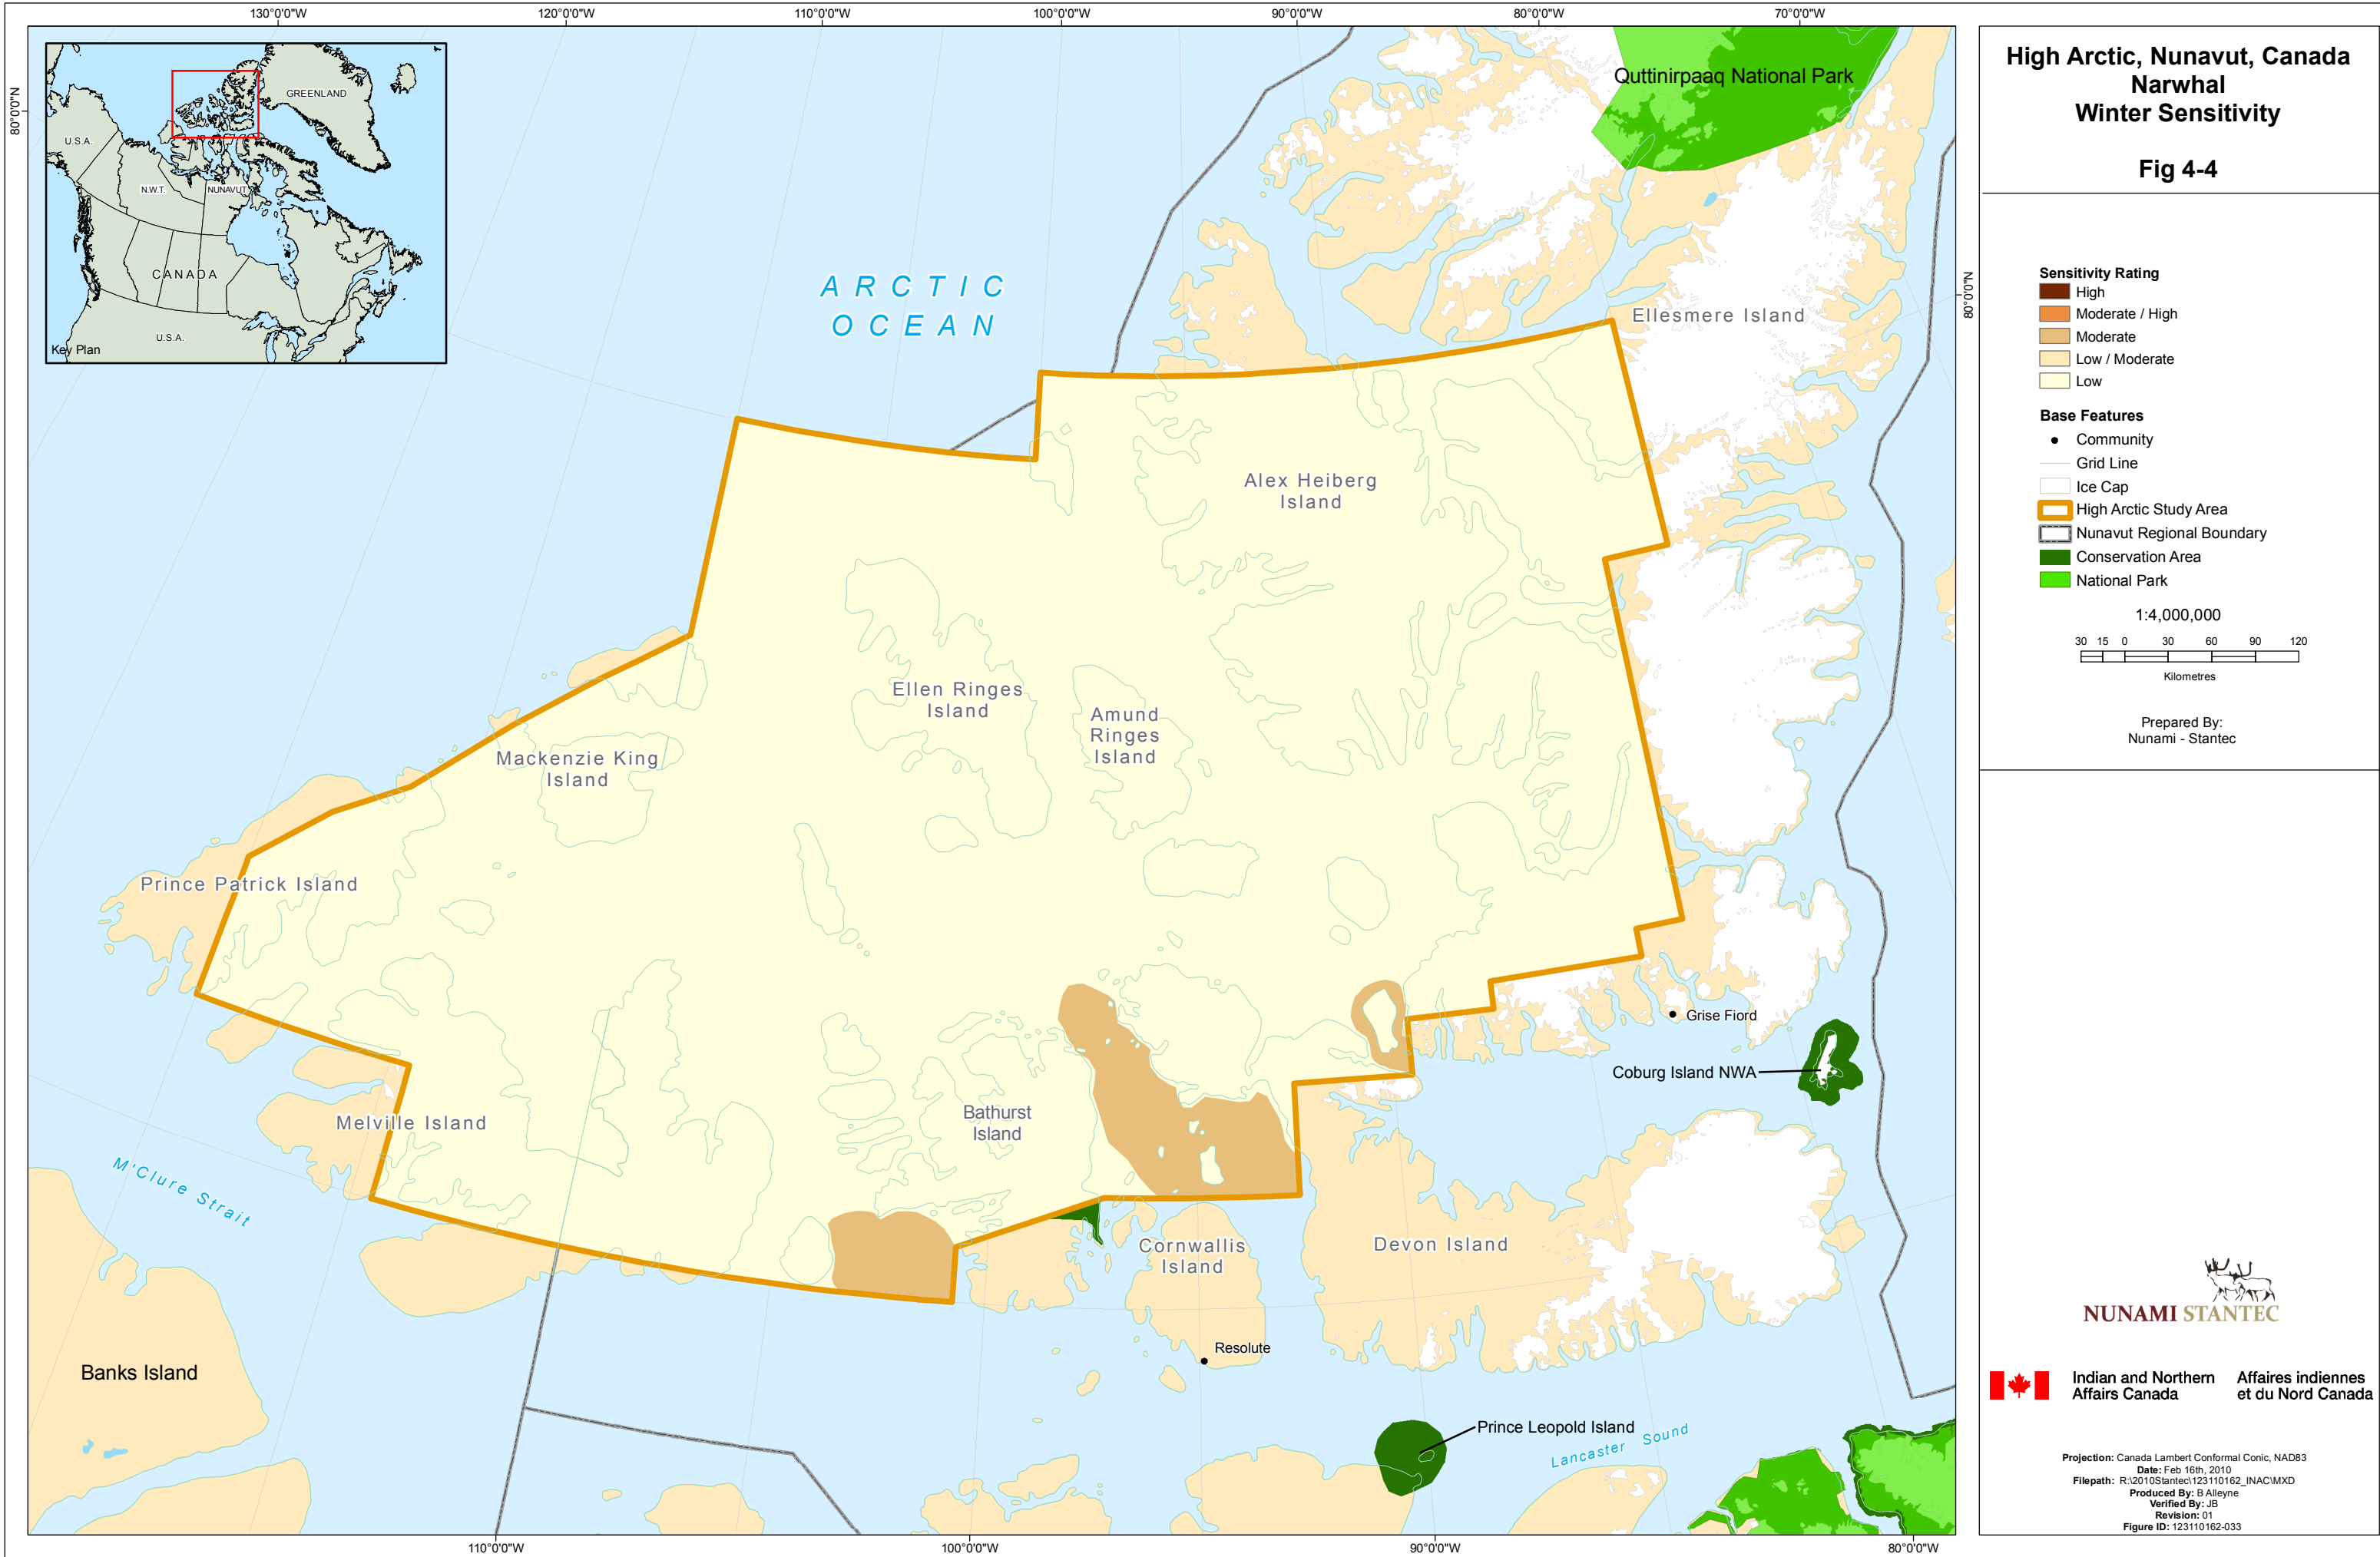 130°0'0"W
120°0'0"W
110°0'0"W
100°0'0"W
90°0'0"W
80°0'0"W
70°0'0"W
80°0'0"N
80°0'0"N
GREENLAND
U.S.A.
N.W.T.
NUNAVUT
CANADA
U.S.A.
Key Plan
ARCTIC
OCEAN
Quttinirpaaq National Park
Ellesmere Island
Alex Heiberg
Island
Ellen Ringes
Island
Amund
Ringes
Island
Mackenzie King
Island
Prince Patrick Island
Melville Island
Bathurst
Island
Grise Fiord
Coburg Island NWA
M'Clure Strait
Cornwallis
Island
Devon Island
Resolute
Banks Island
Prince Leopold Island
Lancaster Sound
110°0'0"W
100°0'0"W
90°0'0"W
80°0'0"W
High Arctic, Nunavut, Canada
Narwhal
Winter Sensitivity
Fig 4-4
Sensitivity Rating
High
Moderate / High
Moderate
Low / Moderate
Low
Base Features
Community
Grid Line
Ice Cap
High Arctic Study Area
Nunavut Regional Boundary
Conservation Area
National Park
1:4,000,000
30 15 0 30 60 90 120
Kilometres
Prepared By:
Nunami - Stantec
NUNAMI STANTEC
Indian and Northern
Affairs Canada
Affaires indiennes
et du Nord Canada
Projection: Canada Lambert Conformal Conic, NAD83
Date: Feb 16th, 2010
Filepath: R:\2010Stantec\123110162_INAC\MXD
Produced By: B Alleyne
Verified By: JB
Revision: 01
Figure ID: 123110162-033